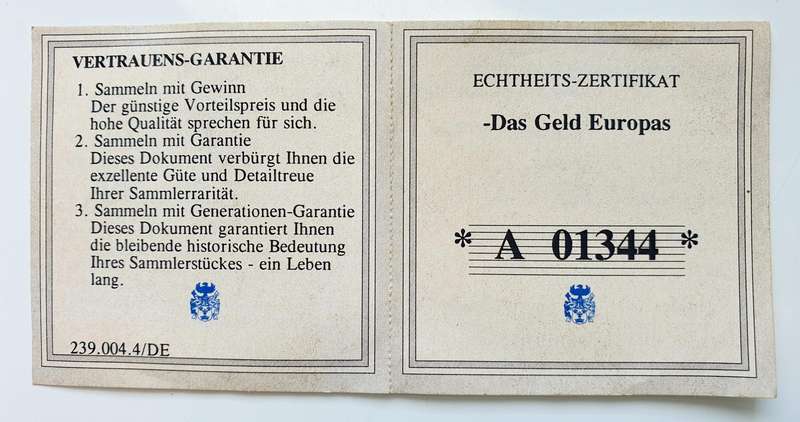 VERTRAUENS-GARANTIE
1. Sammeln mit Gewinn
Der günstige Vorteilspreis und die
hohe Qualität sprechen für sich.
2. Sammeln mit Garantie
Dieses Dokument verbürgt Ihnen die
exzellente Güte und Detailtreue
Ihrer Sammlerrarität.
3. Sammeln mit Generationen-Garantie
Dieses Dokument garantiert Ihnen
die bleibende historische Bedeutung
Ihres Sammlerstückes - ein Leben
lang.
239.004.4/DE
ECHTHEITS-ZERTIFIKAT
-Das Geld Europas
* A 01344 *